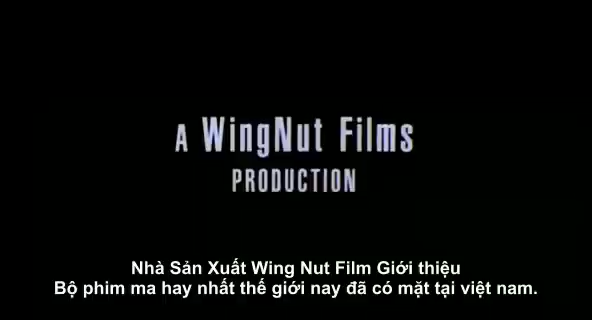 A WingNut Films
PRODUCTION
Nhà Sản Xuất Wing Nut Film Giới thiệu
Bộ phim ma hay nhất thế giới nay đã có mặt tại việt nam.